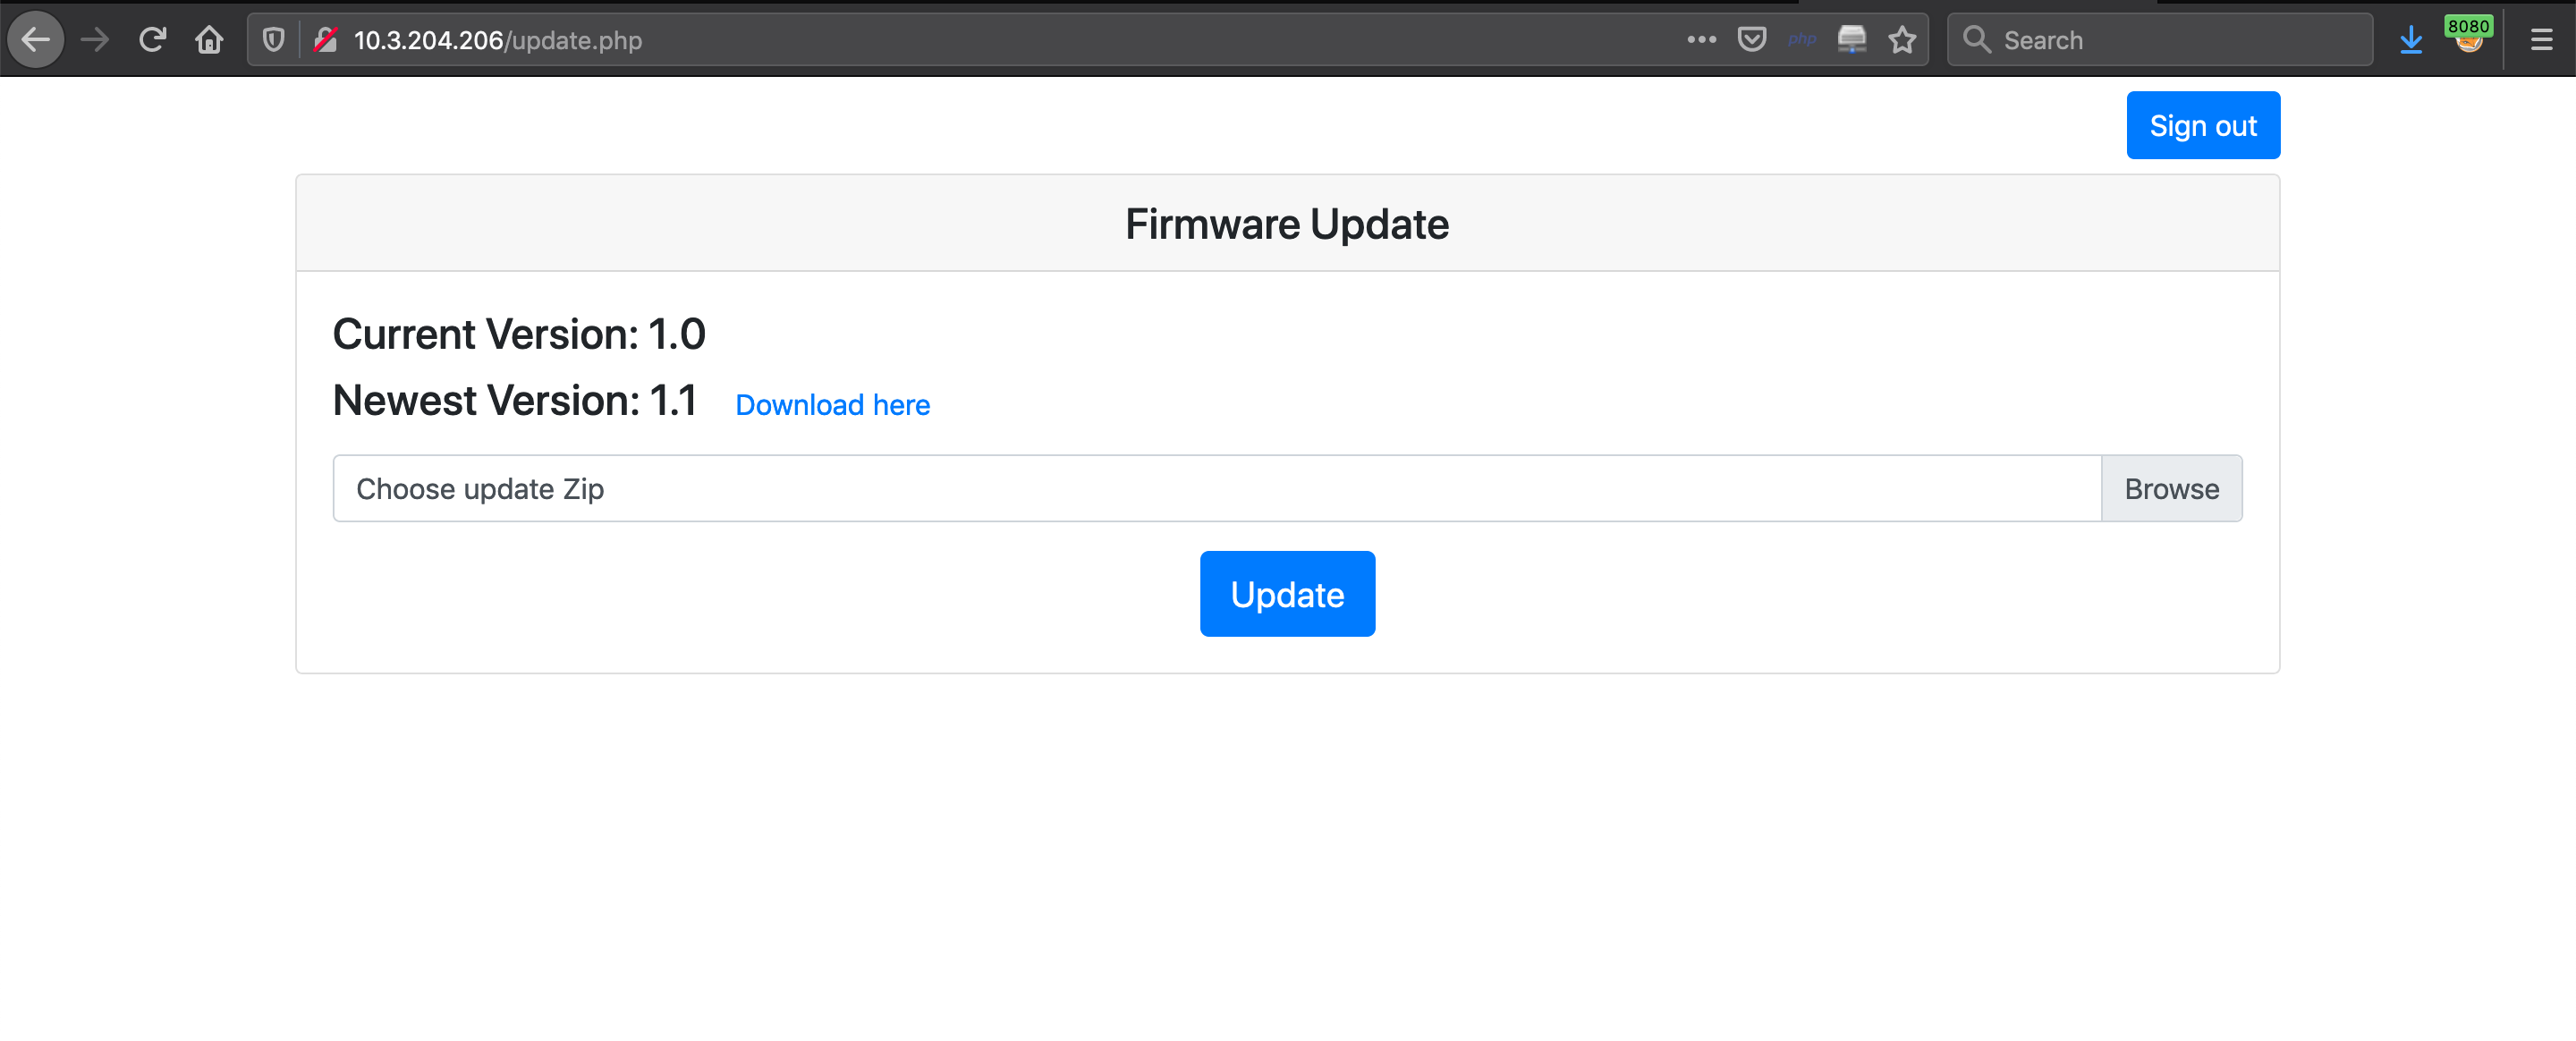 10.3.204.206/update.php
php
Search
8080
Sign out
Firmware Update
Current Version: 1.0
Newest Version: 1.1 Download here
Choose update Zip
Browse
Update